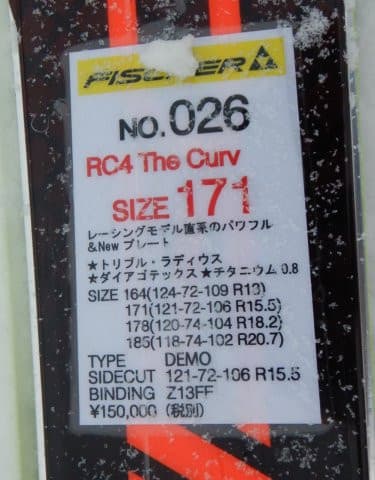 FISCHER
NO.026
RC4 The Curv
SIZE 171
レーシングモデル直系のパワフル
&New プレート
★トリプル・ラディウス
★ダイアゴテックス★チタニウム 0.8
SIZE 164(124-72-109 R13)
171(121-72-106 R15.5)
178(120-74-104 R18.2)
185(118-74-102 R20.7)
TYPE DEMO
SIDECUT 121-72-106 R15.5
BINDING Z13FF
¥150,000 (税別)